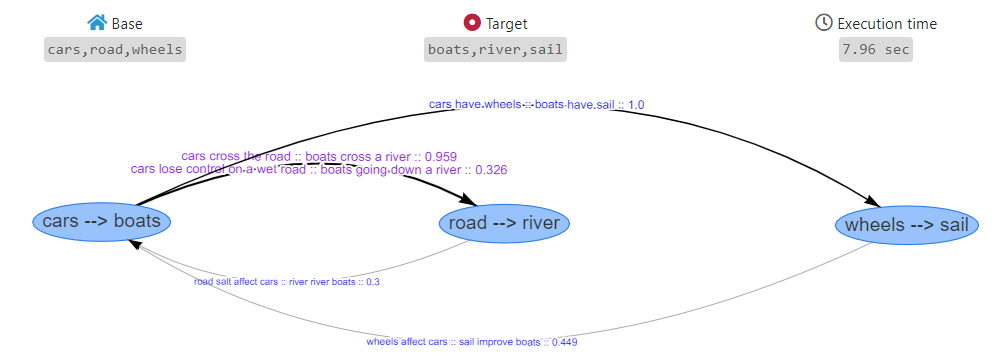 Base
Target
Execution time
cars,road,wheels
boats,river,sail
7.96 sec
cars have wheels :: boats have sail :: 1.0
cars cross the road :: boats cross a river :: 0.959
cars lose control on a wet road :: boats going down a river :: 0.326
cars --> boats
road --> river
wheels --> sail
road salt affect cars :: river river boats :: 0.3
wheels affect cars :: sail improve boats :: 0.449